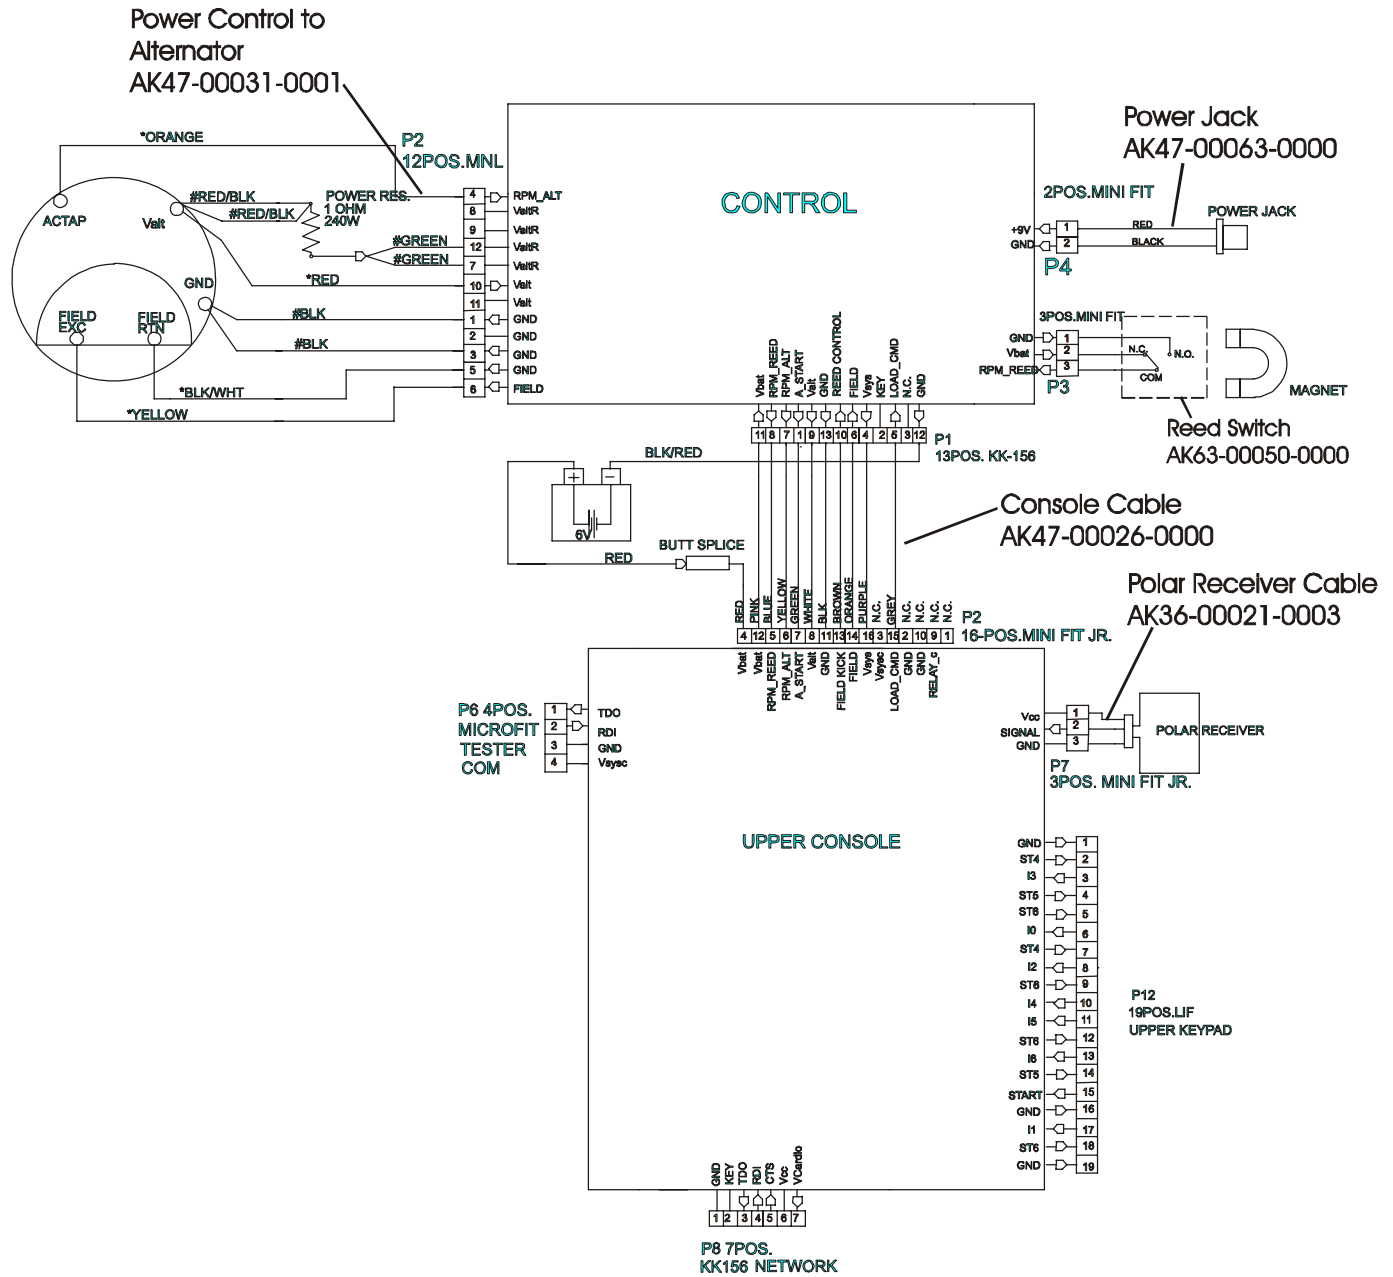 Power Control to
Alternator
AK47-00031-0001
*ORANGE
P2
12POS.MNL
CONTROL
Power Jack
AK47-00063-0000
2POS.MINI FIT
POWER JACK
ACTAP
Valt
#RED/BLK
#RED/BLK
POWER RES.
1 OHM
240W
#GREEN
#GREEN
*RED
GND
#BLK
#BLK
FIELD
EXC
FIELD
RTN
*BLK/WHT
*YELLOW
4 RPM_ALT
8 ValtR
9 ValtR
12 ValtR
7 ValtR
10 Valt
11 Valt
1 GND
2 GND
3 GND
5 GND
6 FIELD
+9V 1 RED
GND 2 BLACK
P4
3POS.MINI FIT
GND 1
Vbat 2
RPM_REED 3
P3
N.C.
N.O.
COM
MAGNET
Reed Switch
AK63-00050-0000
Vbat RPM_REED RPM_ALT A_START Valt GND REED CONTROL FIELD Vsys KEY LOAD_CMD N.C. GND
11 8 7 1 9 13 10 6 4 2 5 3 12
P1
13POS. KK-156
BLK/RED
+ −
6V
RED
BUTT SPLICE
Console Cable
AK47-00026-0000
Polar Receiver Cable
AK36-00021-0003
RED PINK BLUE YELLOW GREEN WHITE BLK BROWN ORANGE PURPLE N.C. GREY N.C. N.C. N.C. N.C.
4 12 5 6 7 8 11 13 14 16 3 15 2 10 9 1
P2
16-POS.MINI FIT JR.
Vbat Vbat RPM_REED RPM_ALT A_START Valt GND FIELD KICK FIELD Vsys Vsysc LOAD_CMD GND GND RELAY_c
P6 4POS.
MICROFIT
TESTER
COM
1 TDO
2 RDI
3 GND
4 Vsysc
Vcc 1
SIGNAL 2
GND 3
POLAR RECEIVER
P7
3POS. MINI FIT JR.
UPPER CONSOLE
GND 1
ST4 2
I3 3
ST5 4
ST6 5
I0 6
ST4 7
I2 8
ST6 9
I4 10
I5 11
ST6 12
I6 13
ST5 14
START 15
GND 16
I1 17
ST6 18
GND 19
P12
19POS.LIF
UPPER KEYPAD
GND KEY TDO RDI CTS Vcc VCardio
1 2 3 4 5 6 7
P8 7POS.
KK156 NETWORK